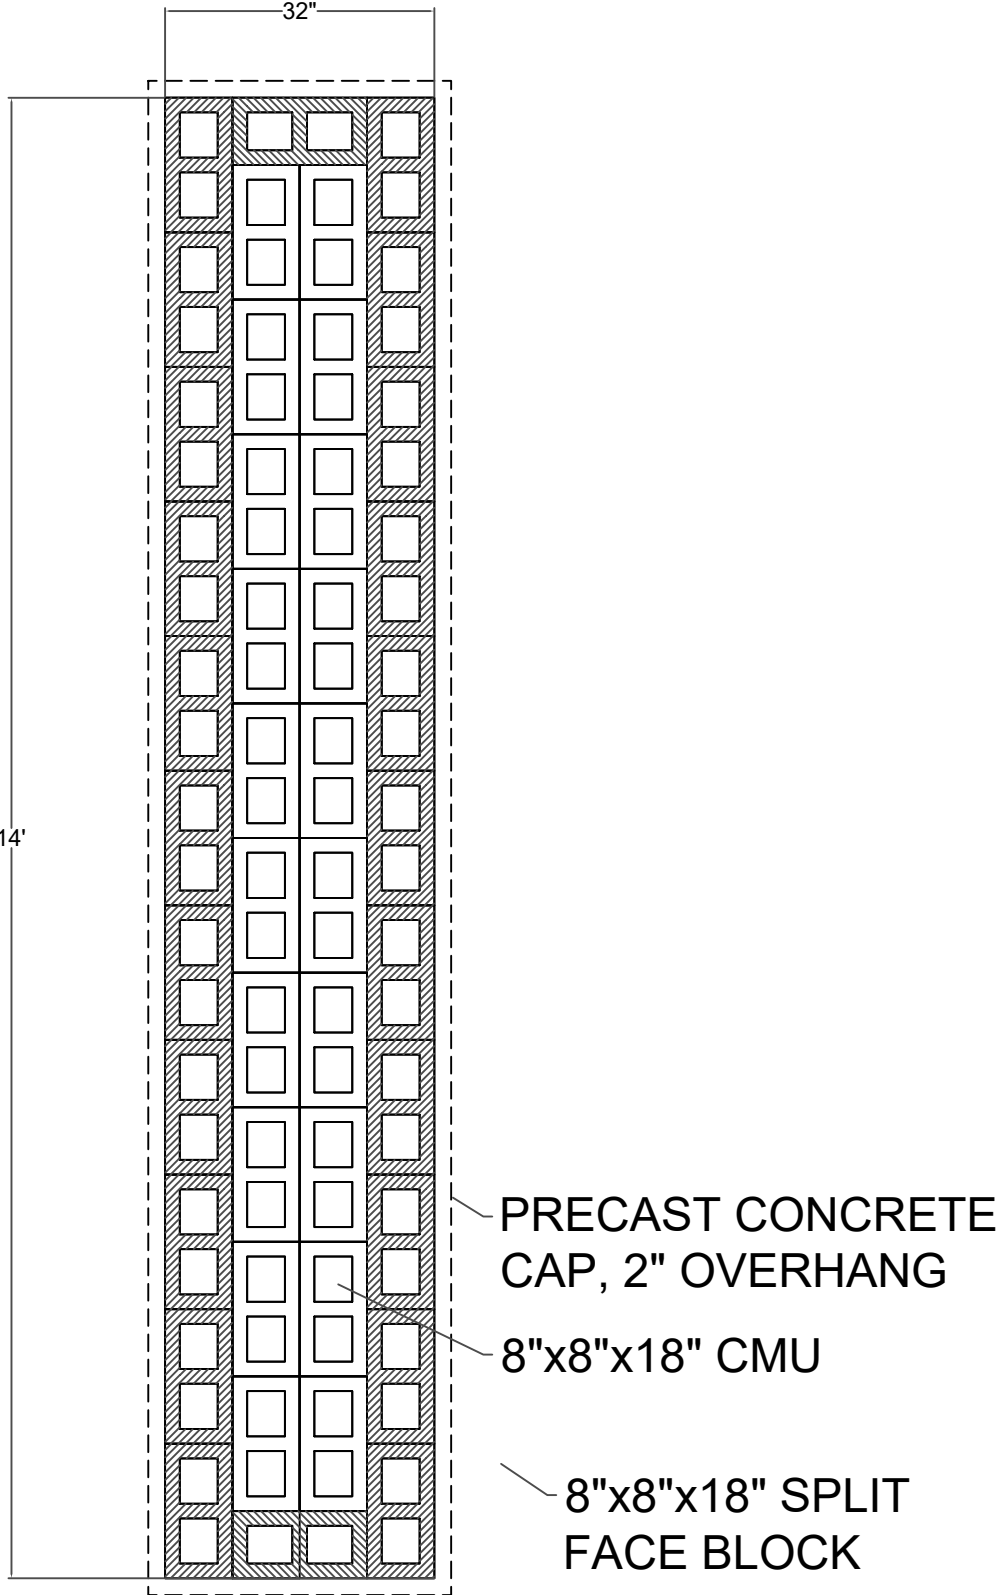 32"
14'
PRECAST CONCRETE
CAP, 2" OVERHANG
8"x8"x18" CMU
8"x8"x18" SPLIT
FACE BLOCK